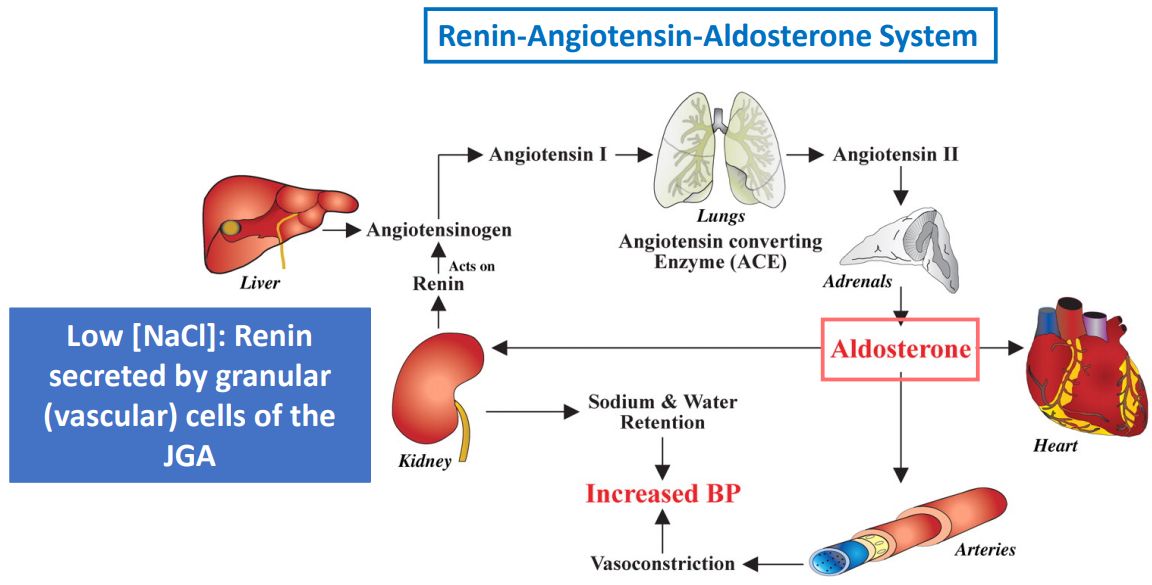 Renin-Angiotensin-Aldosterone System
Angiotensin I
Angiotensin II
Lungs
Angiotensin converting
Enzyme (ACE)
Angiotensinogen
Acts on
Renin
Liver
Adrenals
Low [NaCl]: Renin
secreted by granular
(vascular) cells of the
JGA
Aldosterone
Sodium & Water
Retention
Kidney
Heart
Increased BP
Vasoconstriction
Arteries